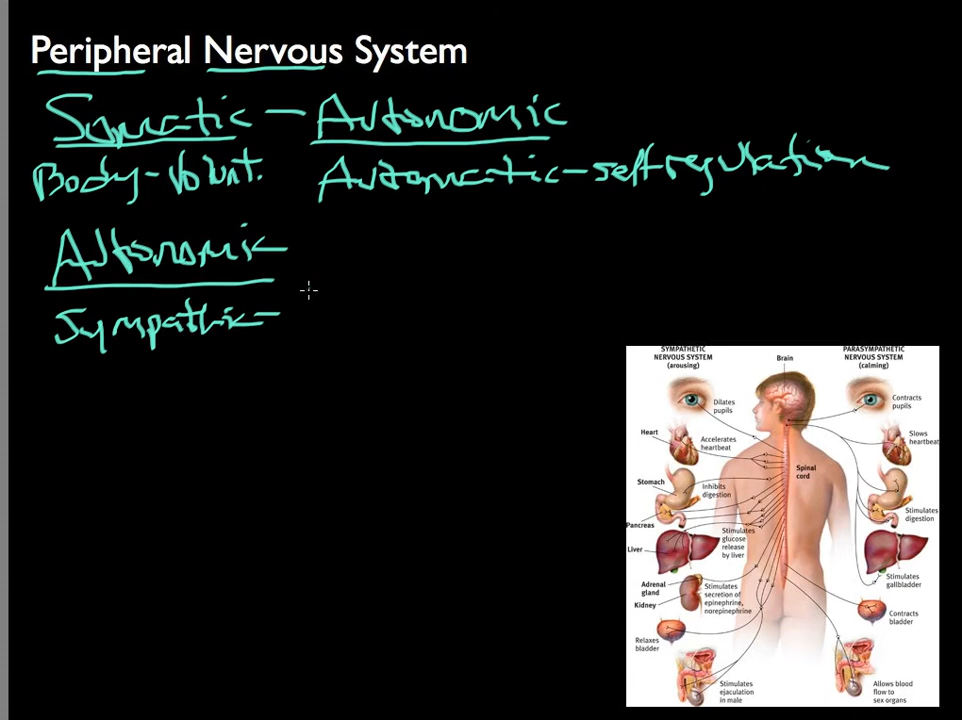 Peripheral Nervous System
Somatic - Autonomic
Body - Volunt. Automatic - self regulation
Autonomic
Sympathic
SYMPATHETIC NERVOUS SYSTEM (arousing)
Brain
PARASYMPATHETIC NERVOUS SYSTEM (calming)
Dilates pupils
Contracts pupils
Heart
Accelerates heartbeat
Slows heartbeat
Spinal cord
Stomach
Inhibits digestion
Stimulates digestion
Pancreas
Liver
Stimulates glucose release by liver
Stimulates gallbladder
Adrenal gland
Kidney
Stimulates secretion of epinephrine, norepinephrine
Contracts bladder
Relaxes bladder
Stimulates ejaculation in male
Allows blood flow to sex organs